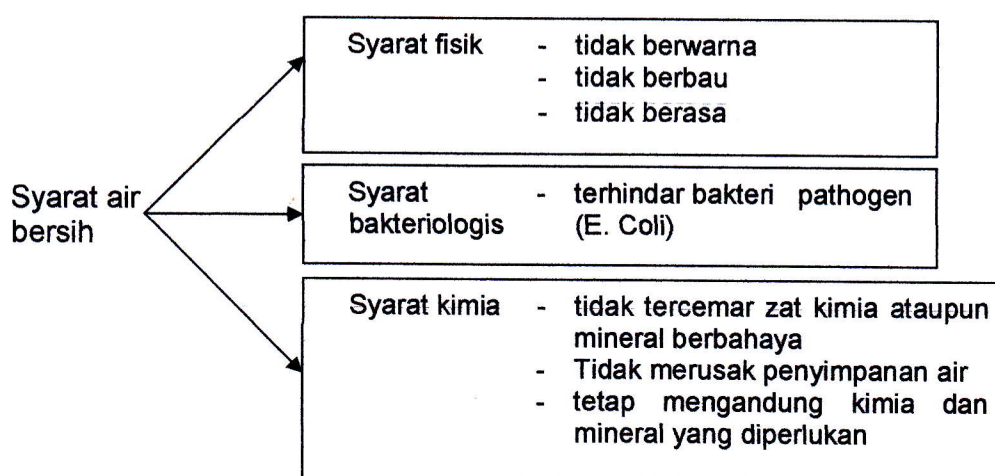 Syarat fisik - tidak berwarna
- tidak berbau
- tidak berasa
Syarat air
bersih
Syarat - terhindar bakteri pathogen
bakteriologis (E. Coli)
Syarat kimia - tidak tercemar zat kimia ataupun
mineral berbahaya
- Tidak merusak penyimpanan air
- tetap mengandung kimia dan
mineral yang diperlukan